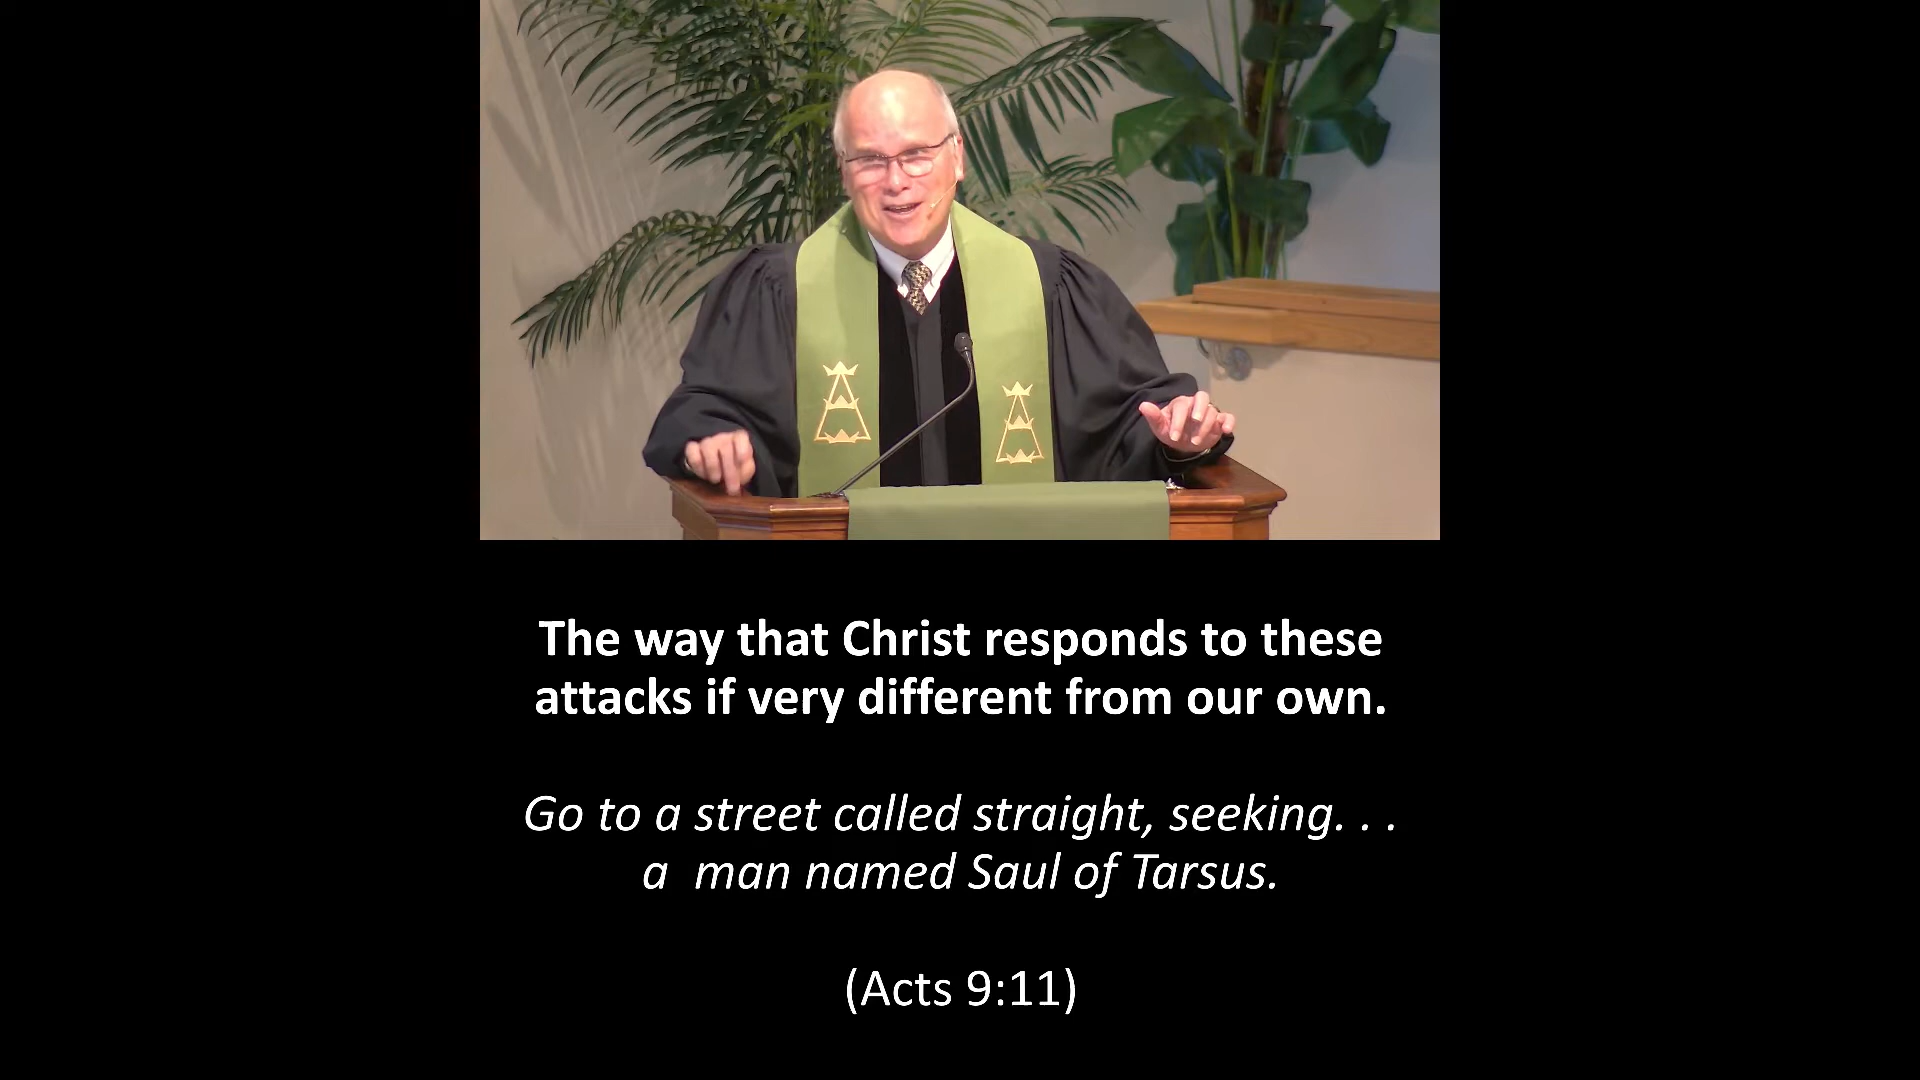 The way that Christ responds to these
attacks if very different from our own.
Go to a street called straight, seeking. . .
a  man named Saul of Tarsus.
(Acts 9:11)